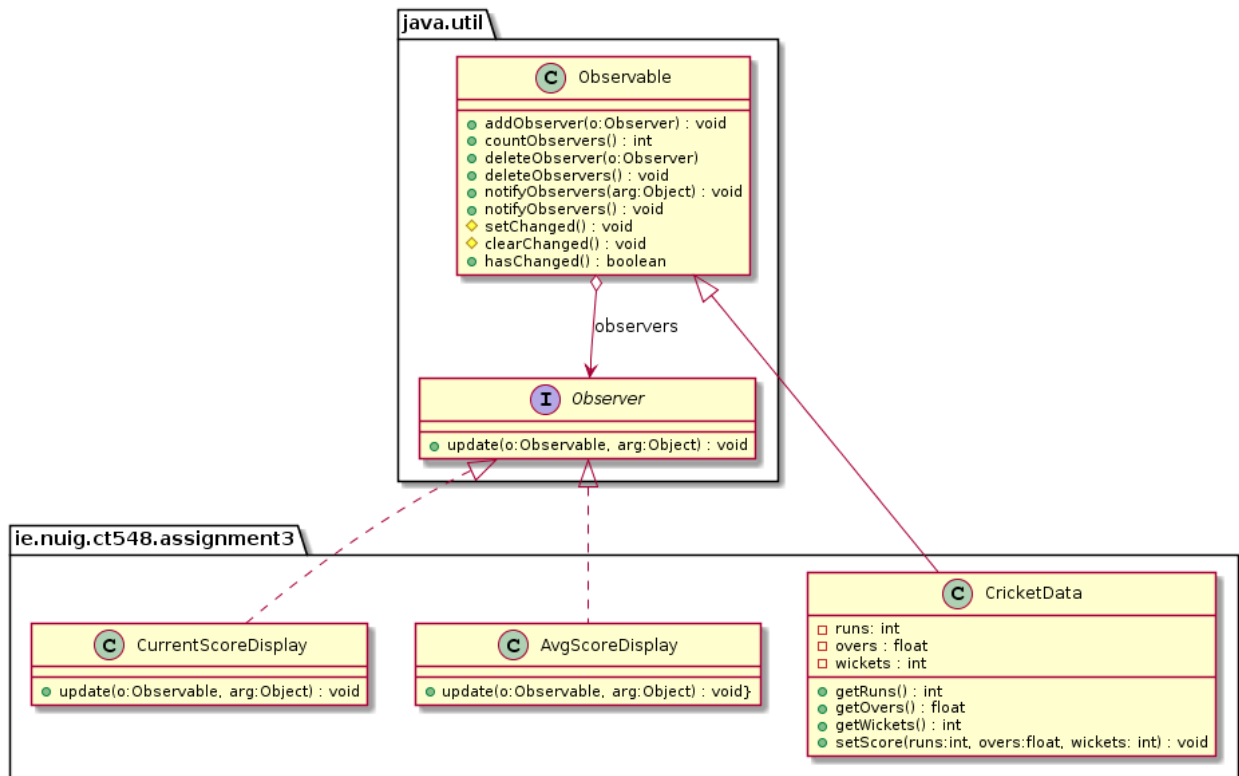 java.util
C Observable
addObserver(o:Observer) : void
countObservers() : int
deleteObserver(o:Observer)
deleteObservers() : void
notifyObservers(arg:Object) : void
notifyObservers() : void
setChanged() : void
clearChanged() : void
hasChanged() : boolean
observers
I Observer
update(o:Observable, arg:Object) : void
ie.nuig.ct548.assignment3
C CurrentScoreDisplay
update(o:Observable, arg:Object) : void
C AvgScoreDisplay
update(o:Observable, arg:Object) : void}
C CricketData
runs: int
overs : float
wickets : int
getRuns() : int
getOvers() : float
getWickets() : int
setScore(runs:int, overs:float, wickets: int) : void